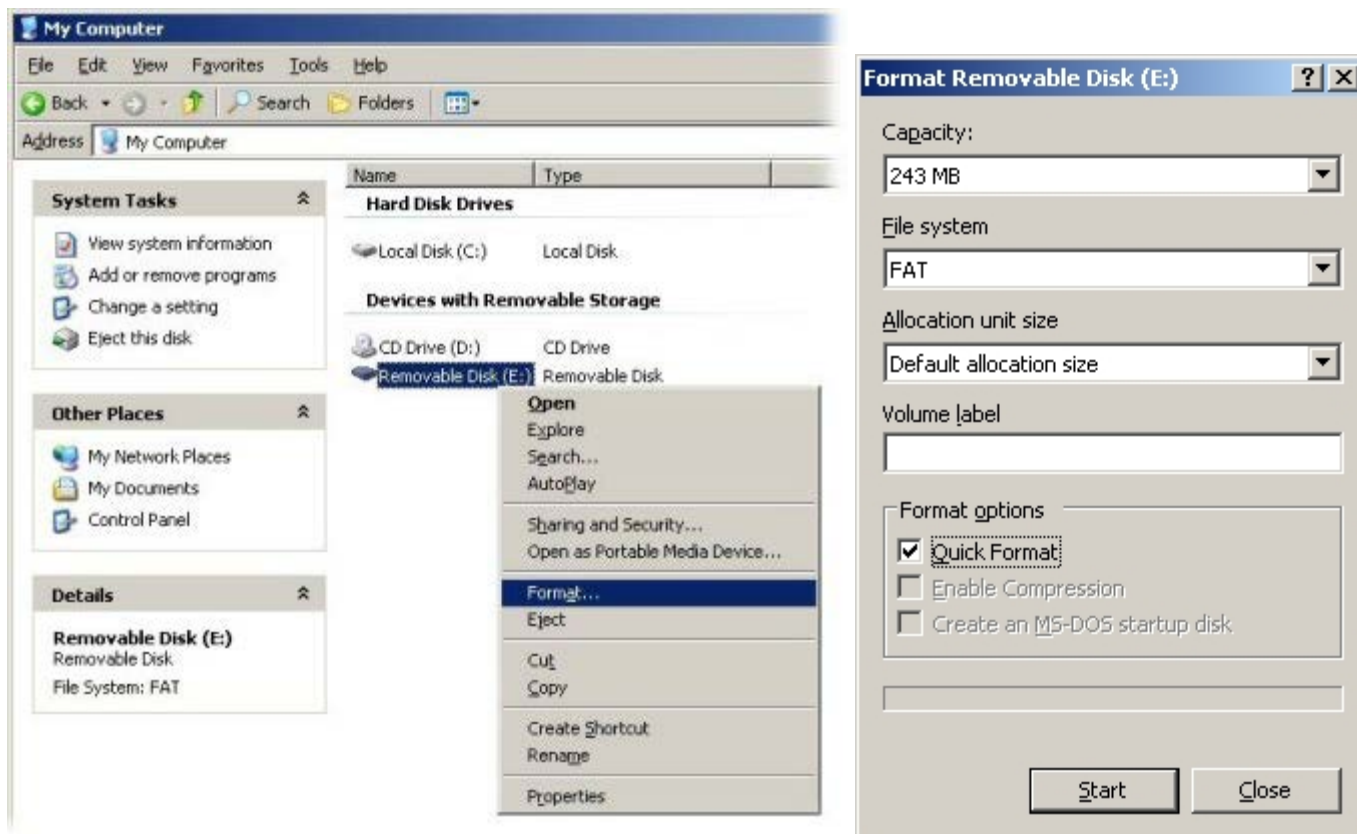 My Computer
File Edit View Favorites Tools Help
Back Search Folders
Address My Computer
System Tasks
View system information
Add or remove programs
Change a setting
Eject this disk
Other Places
My Network Places
My Documents
Control Panel
Details
Removable Disk (E:)
Removable Disk
File System: FAT
Name Type
Hard Disk Drives
Local Disk (C:) Local Disk
Devices with Removable Storage
CD Drive (D:) CD Drive
Removable Disk (E:) Removable Disk
Open
Explore
Search...
AutoPlay
Sharing and Security...
Open as Portable Media Device...
Format...
Eject
Cut
Copy
Create Shortcut
Rename
Properties
Format Removable Disk (E:)
Capacity:
243 MB
File system
FAT
Allocation unit size
Default allocation size
Volume label
Format options
Quick Format
Enable Compression
Create an MS-DOS startup disk
Start Close